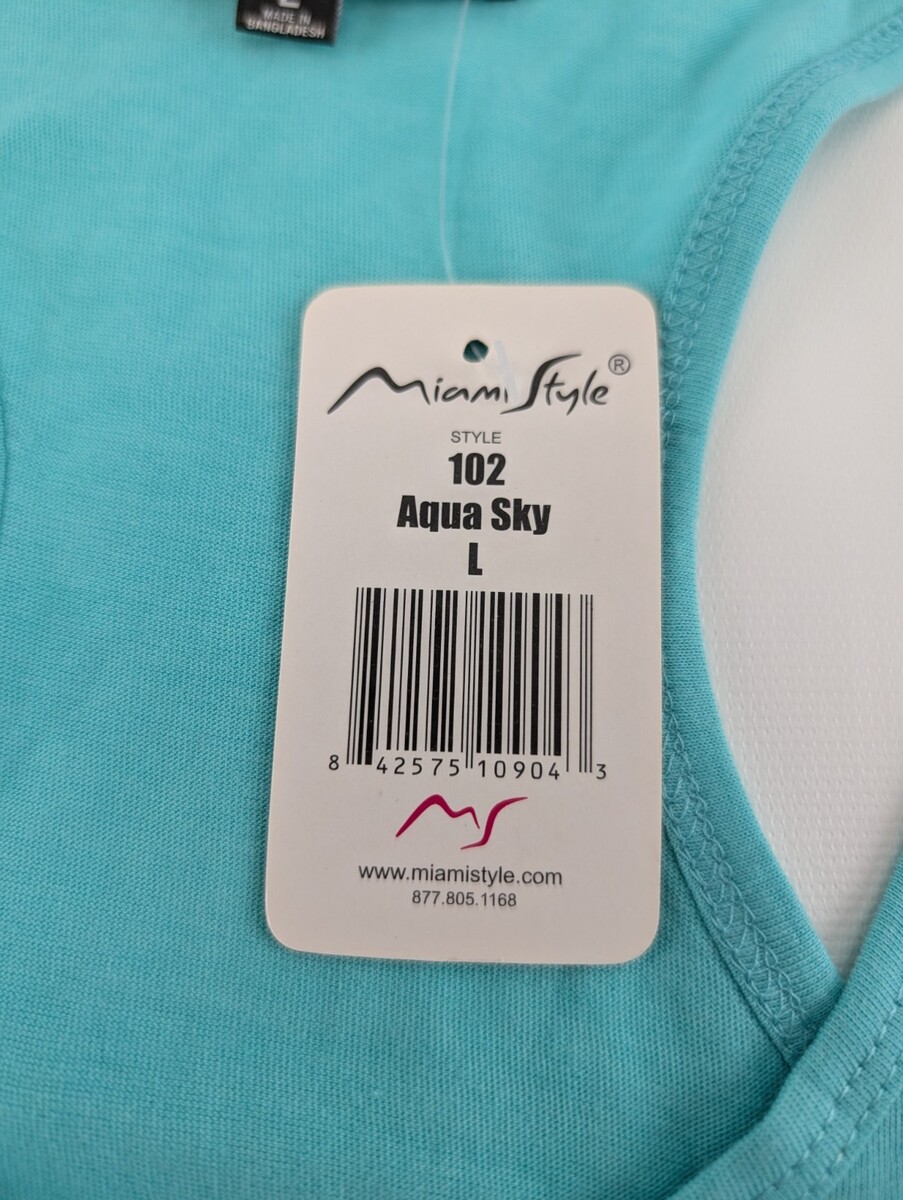 MADE IN
BANGLADESH
Miami Style®
STYLE
102
Aqua Sky
L
8 42575 10904 3
MS
www.miamistyle.com
877.805.1168